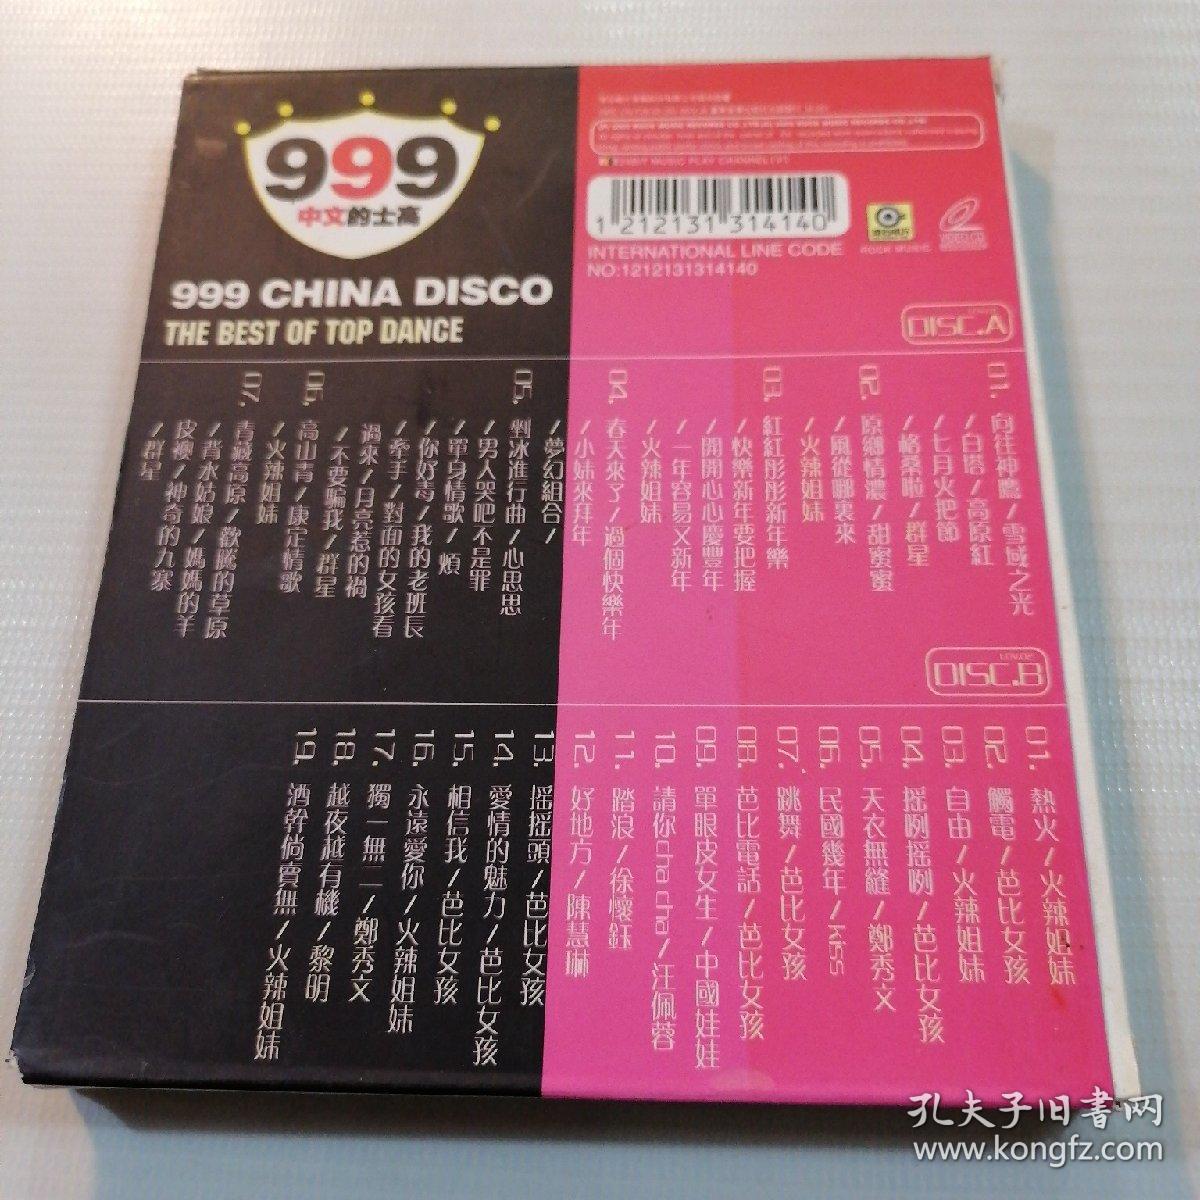 999
中文的士高
999 CHINA DISCO
THE BEST OF TOP DANCE
1 212131 314140
INTERNATIONAL LINE CODE
NO:1212131314140
滾石唱片
ROCK MUSIC
VIDEO CD
DISC.A
01. 向往神鷹/雪域之光
/白塔/高原紅
/七月火把節
/格桑啦/群星
02. 原鄉情濃/甜蜜蜜
/風從哪裏來
/火辣姐妹
03. 紅紅彤彤新年樂
/快樂新年要把握
/開開心心慶豐年
/一年容易又新年
/火辣姐妹
04. 春天來了/過個快樂年
/小妹來拜年
/夢幻組合/
05. 剉冰進行曲/心思思
/男人哭吧不是罪
/單身情歌/煩
/你好毒/我的老班長
/牽手/對面的女孩看
過來/月亮惹的禍
/不要騙我/群星
06. 高山青/康定情歌
/火辣姐妹
07. 青藏高原/歡騰的草原
/背水姑娘/媽媽的羊
皮襖/神奇的九寨
/群星
DISC.B
01. 熱火/火辣姐妹
02. 觸電/芭比女孩
03. 自由/火辣姐妹
04. 摇咧摇咧/芭比女孩
05. 天衣無縫/鄭秀文
06. 民國幾年/kiss
07. 跳舞/芭比女孩
08. 芭比電話/芭比女孩
09. 單眼皮女生/中國娃娃
10. 請你cha cha/汪佩蓉
11. 踏浪/徐懷鈺
12. 好地方/陳慧琳
13. 摇摇頭/芭比女孩
14. 愛情的魅力/芭比女孩
15. 相信我/芭比女孩
16. 永遠愛你/火辣姐妹
17. 獨一無二/鄭秀文
18. 越夜越有機/黎明
19. 酒幹倘賣無/火辣姐妹
孔夫子旧书网
www.kongfz.com